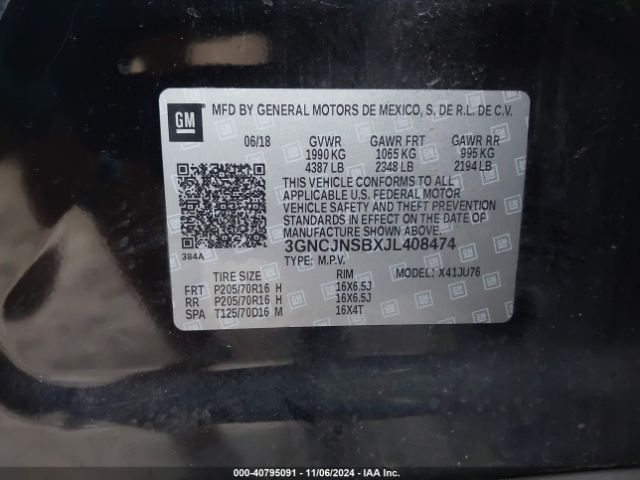 GM
MFD BY GENERAL MOTORS DE MEXICO, S. DE R.L. DE C.V.
06/18 GVWR GAWR FRT GAWR RR
1990 KG 1065 KG 995 KG
4387 LB 2348 LB 2194 LB
THIS VEHICLE CONFORMS TO ALL
APPLICABLE U.S. FEDERAL MOTOR
VEHICLE SAFETY AND THEFT PREVENTION
STANDARDS IN EFFECT ON THE DATE OF
MANUFACTURE SHOWN ABOVE.
384A 3GNCJNSBXJL408474
TYPE: M.P.V. MODEL: X41JU76
TIRE SIZE RIM
FRT P205/70R16 H 16X6.5J
RR P205/70R16 H 16X6.5J
SPA T125/70D16 M 16X4T
000-40795091 - 11/06/2024 - IAA Inc.